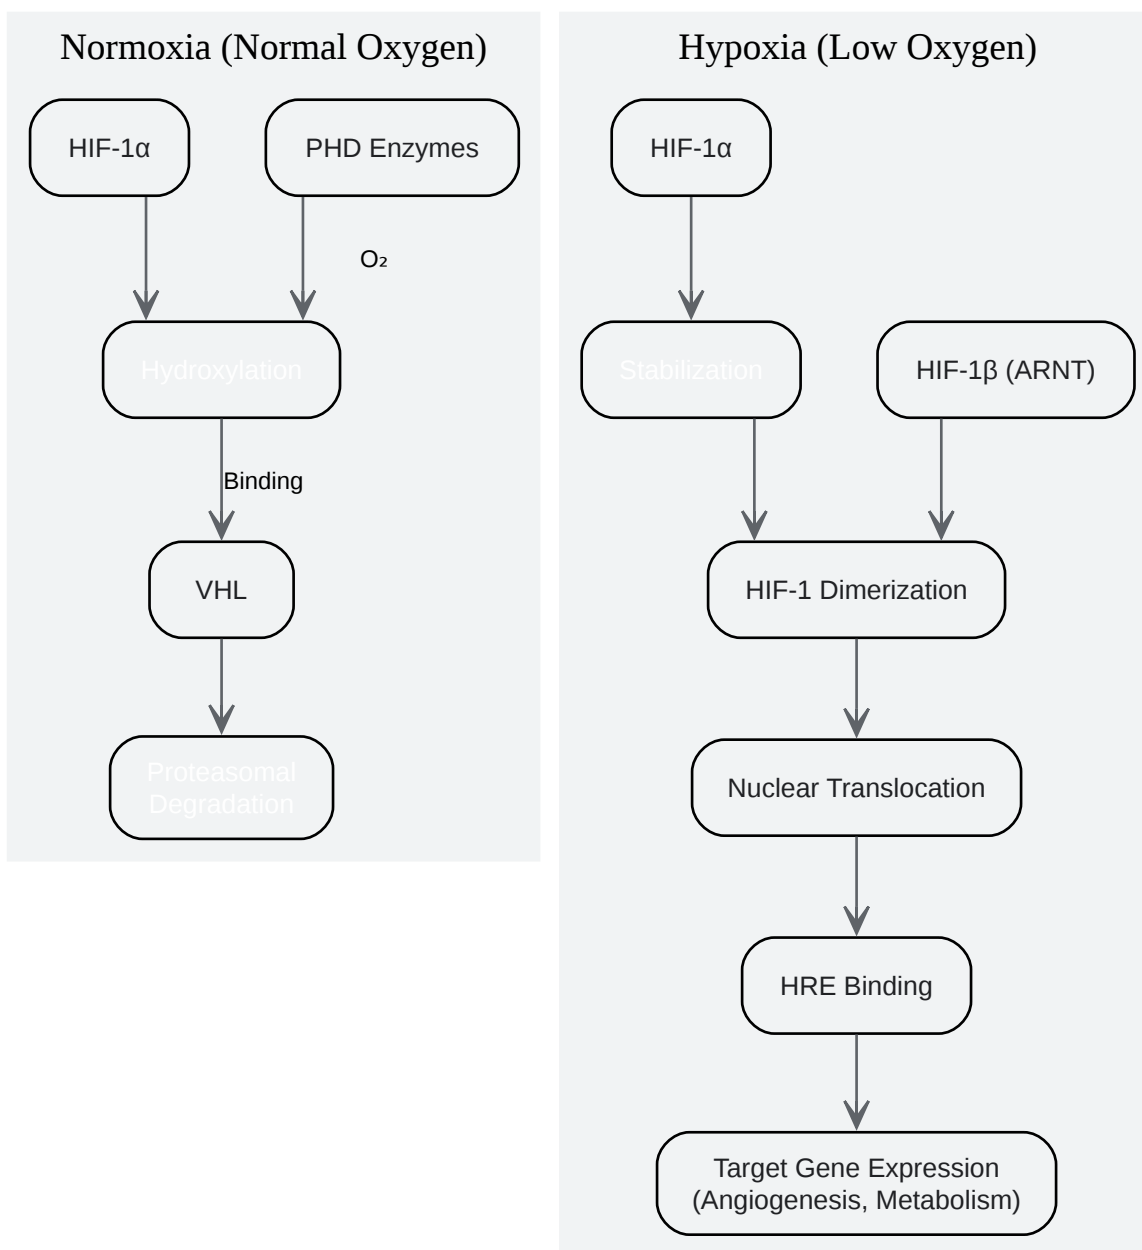 Normoxia (Normal Oxygen)
HIF-1α
PHD Enzymes
O₂
Hydroxylation
Binding
VHL
Proteasomal
Degradation
Hypoxia (Low Oxygen)
HIF-1α
Stabilization
HIF-1β (ARNT)
HIF-1 Dimerization
Nuclear Translocation
HRE Binding
Target Gene Expression
(Angiogenesis, Metabolism)